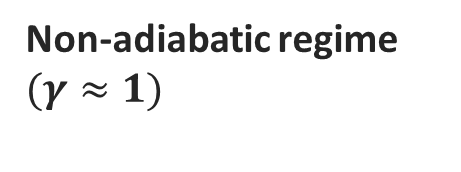 Non-adiabatic regime
(γ ≈ 1)